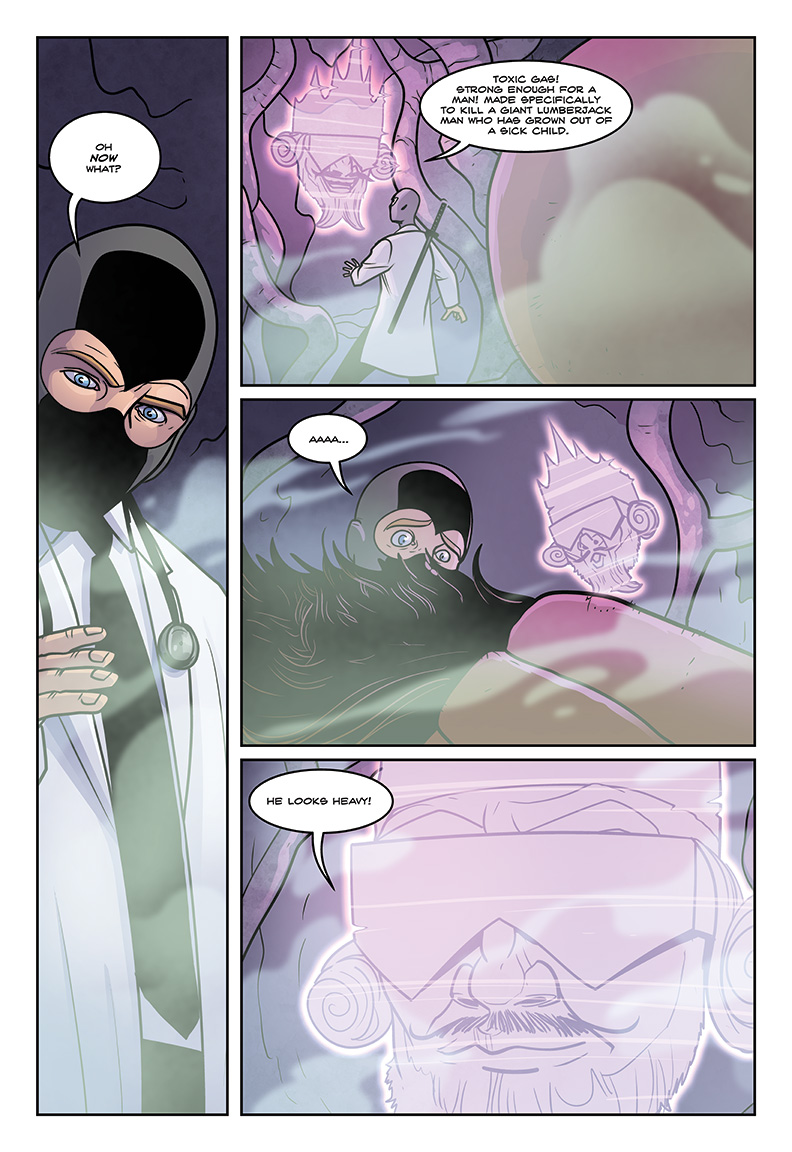 OH
NOW
WHAT?
TOXIC GAS!
STRONG ENOUGH FOR A
MAN! MADE SPECIFICALLY
TO KILL A GIANT LUMBERJACK
MAN WHO HAS GROWN OUT OF
A SICK CHILD.
AAAA...
HE LOOKS HEAVY!